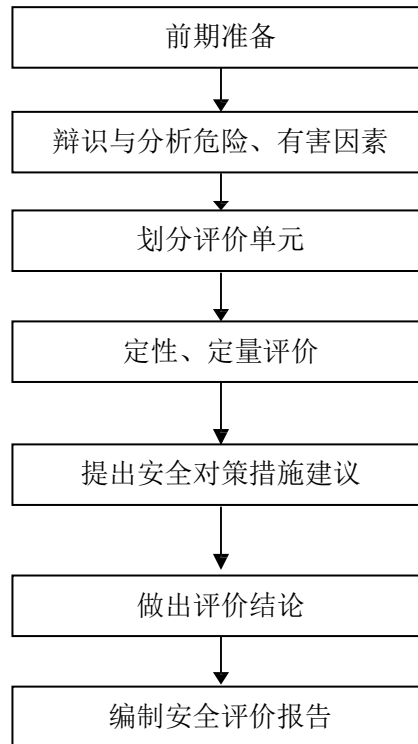 前期准备
辩识与分析危险、有害因素
划分评价单元
定性、定量评价
提出安全对策措施建议
做出评价结论
编制安全评价报告